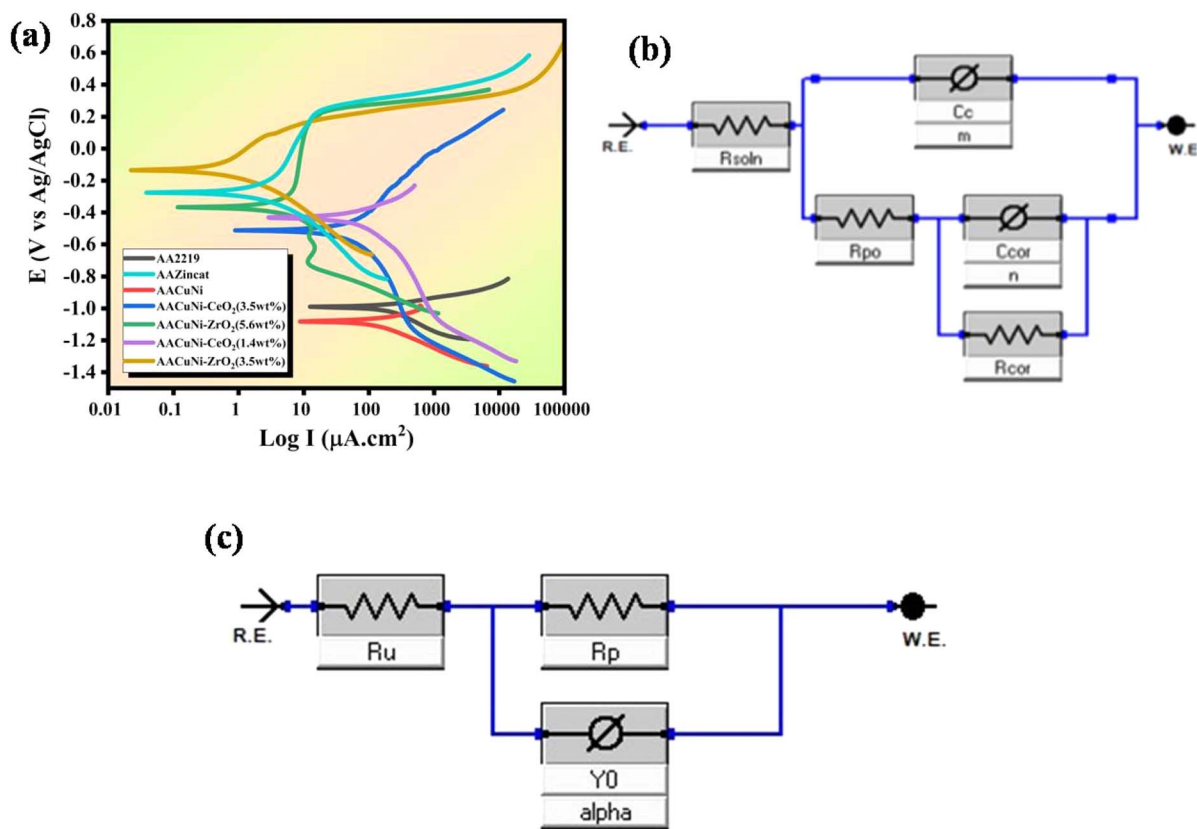 (a)
0.8
0.6
0.4
0.2
0.0
-0.2
-0.4
-0.6
-0.8
-1.0
-1.2
-1.4
E (V vs Ag/AgCl)
AA2219
AAZincat
AACuNi
AACuNi-CeO₂(3.5wt%)
AACuNi-ZrO₂(5.6wt%)
AACuNi-CeO₂(1.4wt%)
AACuNi-ZrO₂(3.5wt%)
0.01 0.1 1 10 100 1000 10000 100000
Log I (µA.cm²)
(b)
R.E.
Rsoln
Cc
m
Rpo
Ccor
n
Rcor
W.E
(c)
R.E.
Ru
Rp
Y0
alpha
W.E.